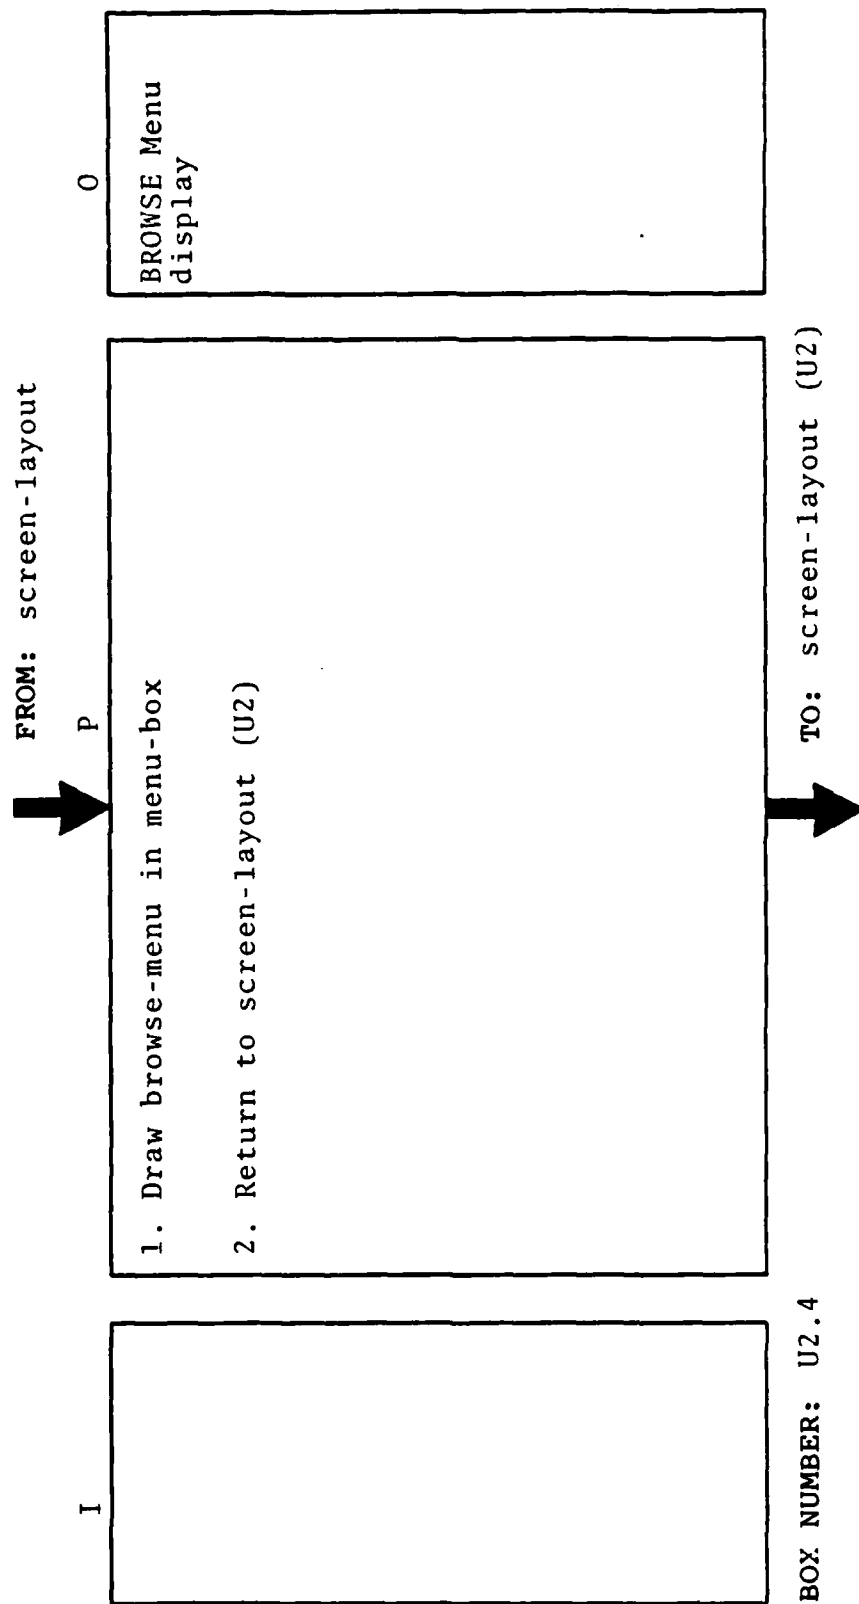 FROM: screen-layout
I
P
O
1. Draw browse-menu in menu-box
2. Return to screen-layout (U2)
BROWSE Menu
display
BOX NUMBER: U2.4
TO: screen-layout (U2)